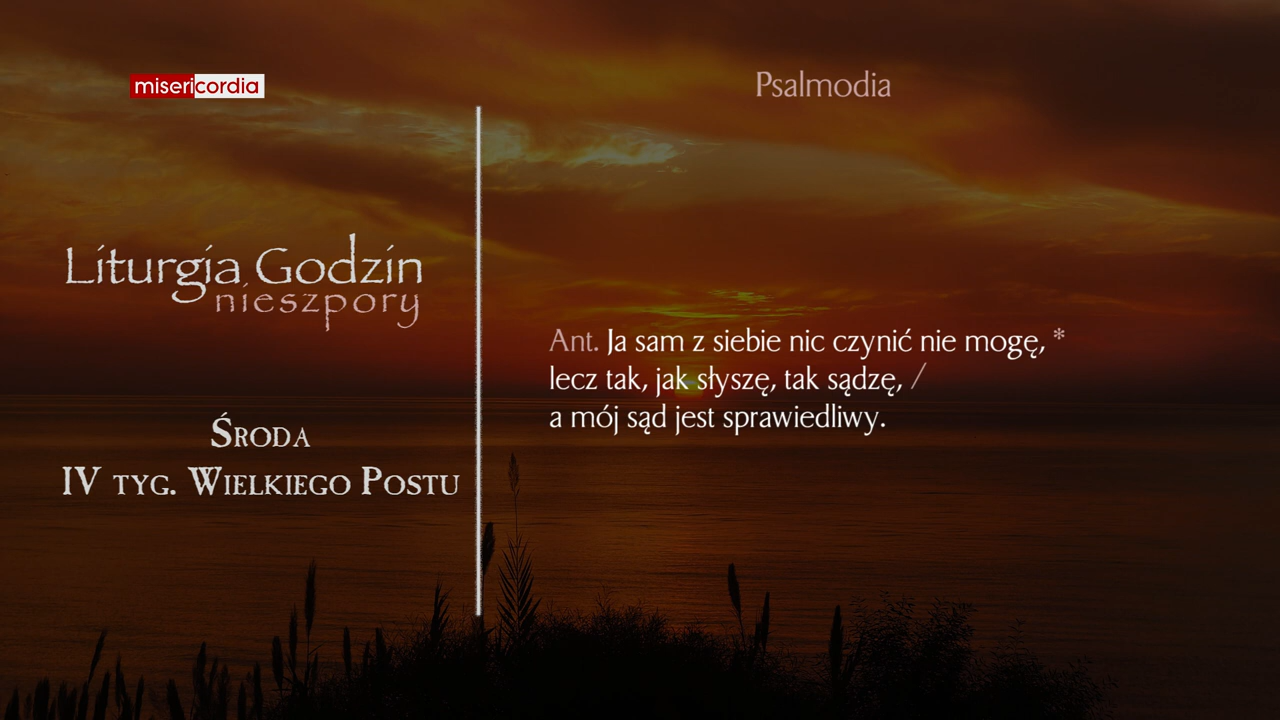 misericordia
Psalmodia
Liturgia Godzin
nieszpory
Środa
IV tyg. Wielkiego Postu
Ant. Ja sam z siebie nic czynić nie mogę, *
lecz tak, jak słyszę, tak sądzę, /
a mój sąd jest sprawiedliwy.